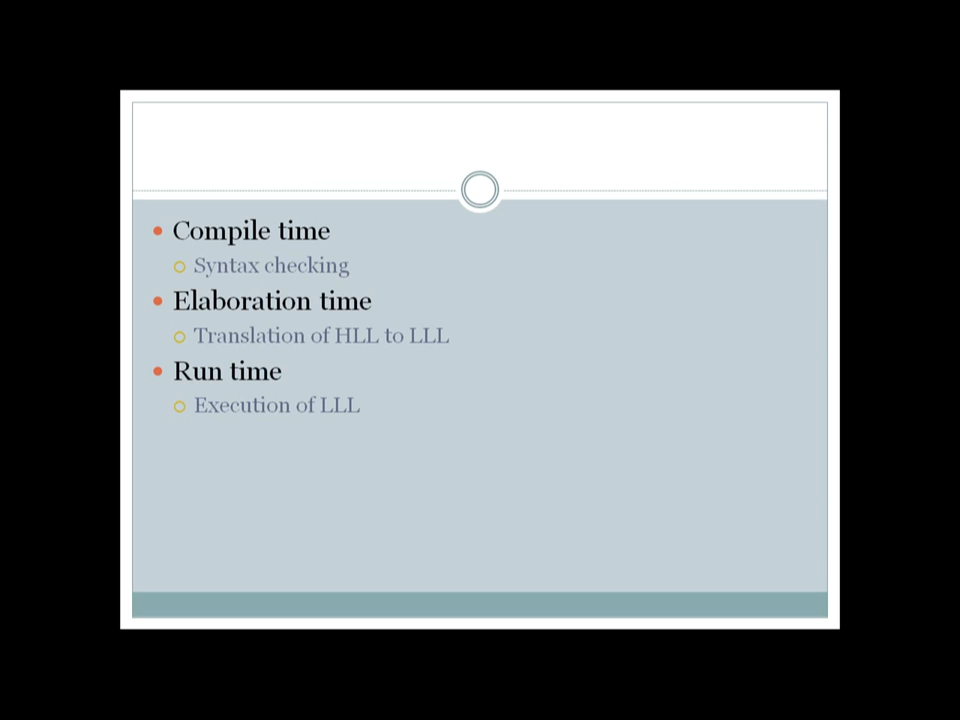 Compile time
Syntax checking
Elaboration time
Translation of HLL to LLL
Run time
Execution of LLL